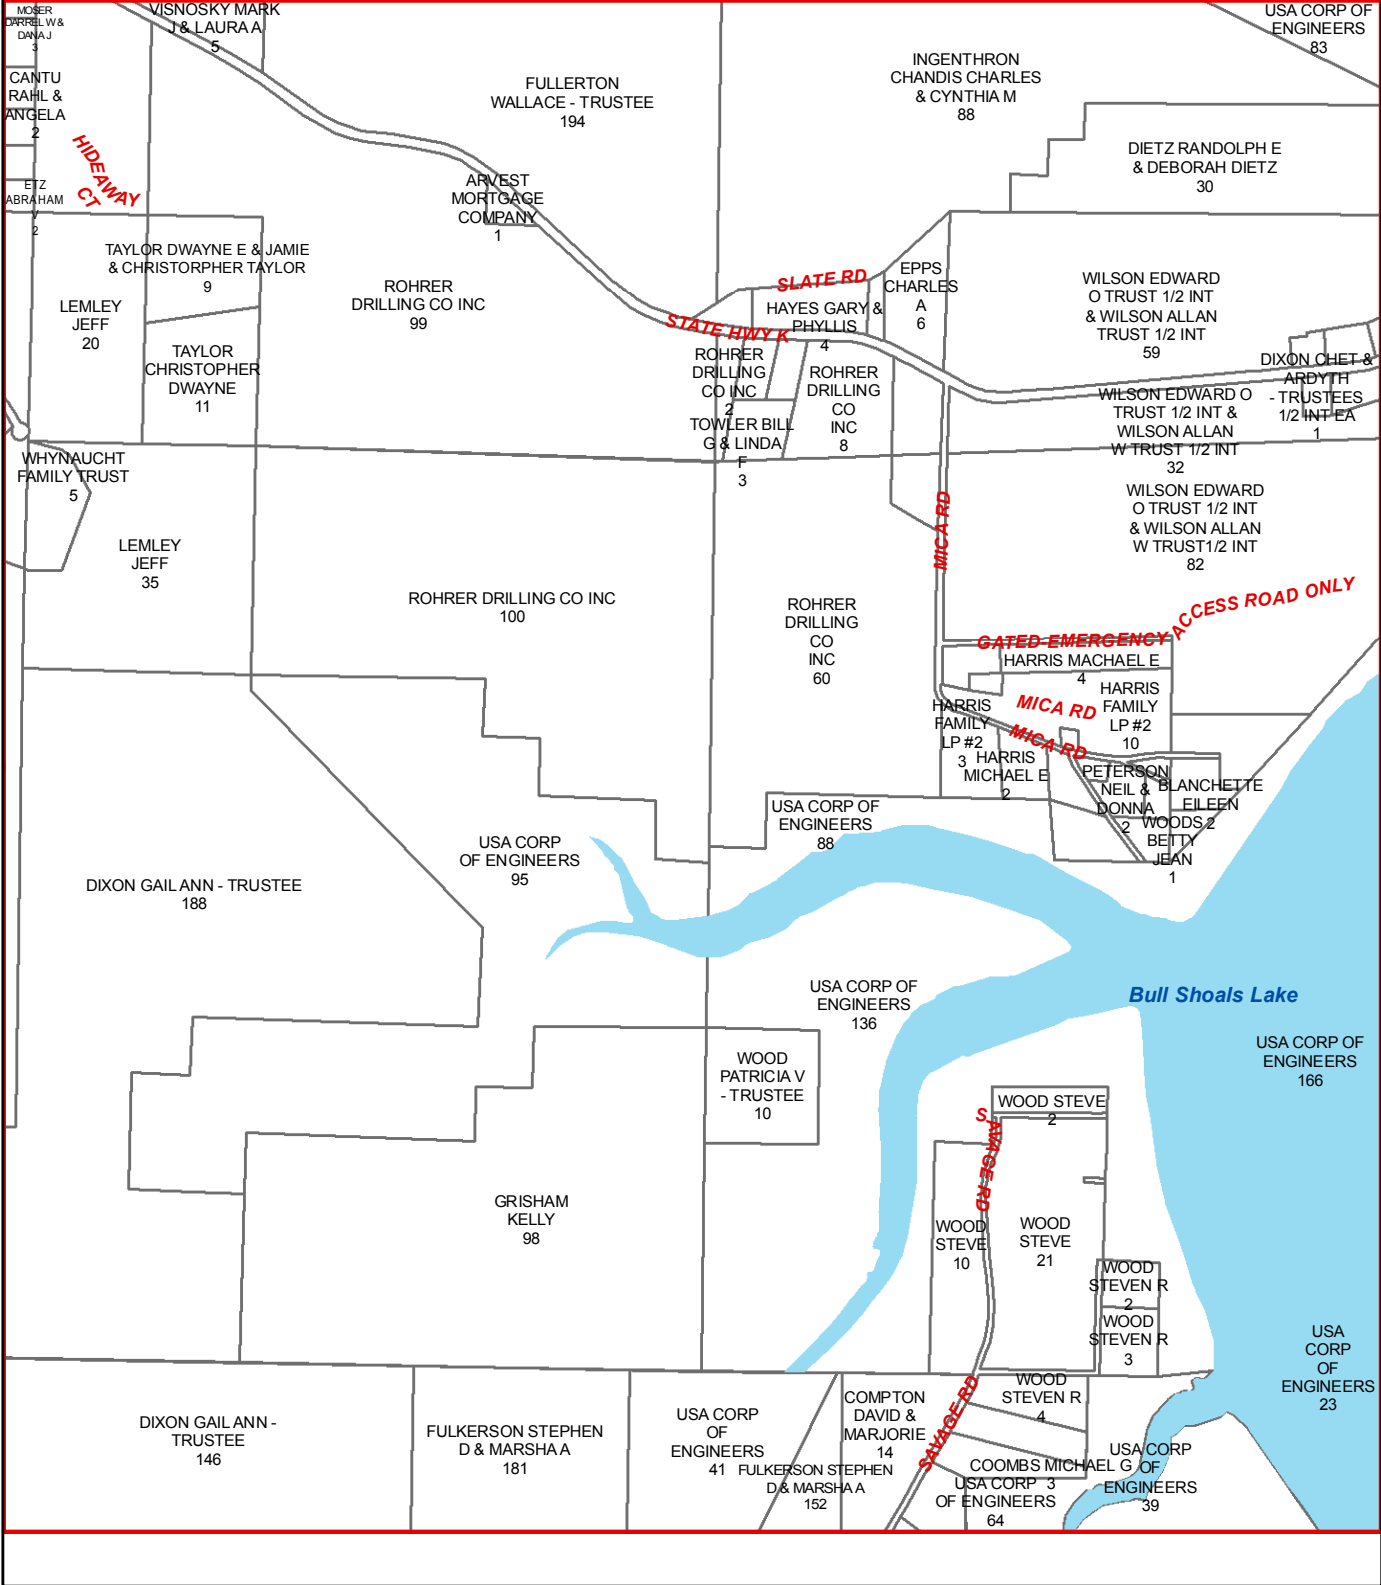 MOSER
DARREL W &
DANA J
3
VISNOSKY MARK
J & LAURA A
5
USA CORP OF
ENGINEERS
83
CANTU
RAHL &
ANGELA
2
FULLERTON
WALLACE - TRUSTEE
194
INGENTHRON
CHANDIS CHARLES
& CYNTHIA M
88
HIDEAWAY
CT
DIETZ RANDOLPH E
& DEBORAH DIETZ
30
ETZ
ABRAHAM
V
2
ARVEST
MORTGAGE
COMPANY
1
TAYLOR DWAYNE E & JAMIE
& CHRISTORPHER TAYLOR
9
LEMLEY
JEFF
20
ROHRER
DRILLING CO INC
99
SLATE RD
EPPS
CHARLES
A
6
WILSON EDWARD
O TRUST 1/2 INT
& WILSON ALLAN
TRUST 1/2 INT
59
HAYES GARY &
PHYLLIS
4
STATE HWY K
TAYLOR
CHRISTOPHER
DWAYNE
11
ROHRER
DRILLING
CO INC
2
ROHRER
DRILLING
CO
INC
8
DIXON CHET &
ARDYTH
- TRUSTEES
1/2 INT EA
1
WILSON EDWARD O
TRUST 1/2 INT &
WILSON ALLAN
W TRUST 1/2 INT
32
TOWLER BILL
G & LINDA
F
3
WHYNAUCHT
FAMILY TRUST
5
WILSON EDWARD
O TRUST 1/2 INT
& WILSON ALLAN
W TRUST1/2 INT
82
MICA RD
LEMLEY
JEFF
35
ROHRER DRILLING CO INC
100
ROHRER
DRILLING
CO
INC
60
GATED-EMERGENCY ACCESS ROAD ONLY
HARRIS MACHAEL E
4
HARRIS
FAMILY
LP #2
10
MICA RD
HARRIS
FAMILY
LP #2
3
MICA RD
HARRIS
MICHAEL E
2
PETERSON
NEIL &
DONNA
2
BLANCHETTE
EILEEN
2
WOODS
BETTY
JEAN
1
USA CORP OF
ENGINEERS
88
USA CORP
OF ENGINEERS
95
DIXON GAIL ANN - TRUSTEE
188
USA CORP OF
ENGINEERS
136
Bull Shoals Lake
USA CORP OF
ENGINEERS
166
WOOD
PATRICIA V
- TRUSTEE
10
WOOD STEVE
2
SAVAGE RD
GRISHAM
KELLY
98
WOOD
STEVE
10
WOOD
STEVE
21
WOOD
STEVEN R
2
WOOD
STEVEN R
3
USA
CORP
OF
ENGINEERS
23
WOOD
STEVEN R
4
SAVAGE RD
COMPTON
DAVID &
MARJORIE
14
DIXON GAIL ANN -
TRUSTEE
146
FULKERSON STEPHEN
D & MARSHA A
181
USA CORP
OF
ENGINEERS
41
FULKERSON STEPHEN
D & MARSHA A
152
COOMBS MICHAEL G
3
USA CORP
OF ENGINEERS
64
USA CORP
OF
ENGINEERS
39